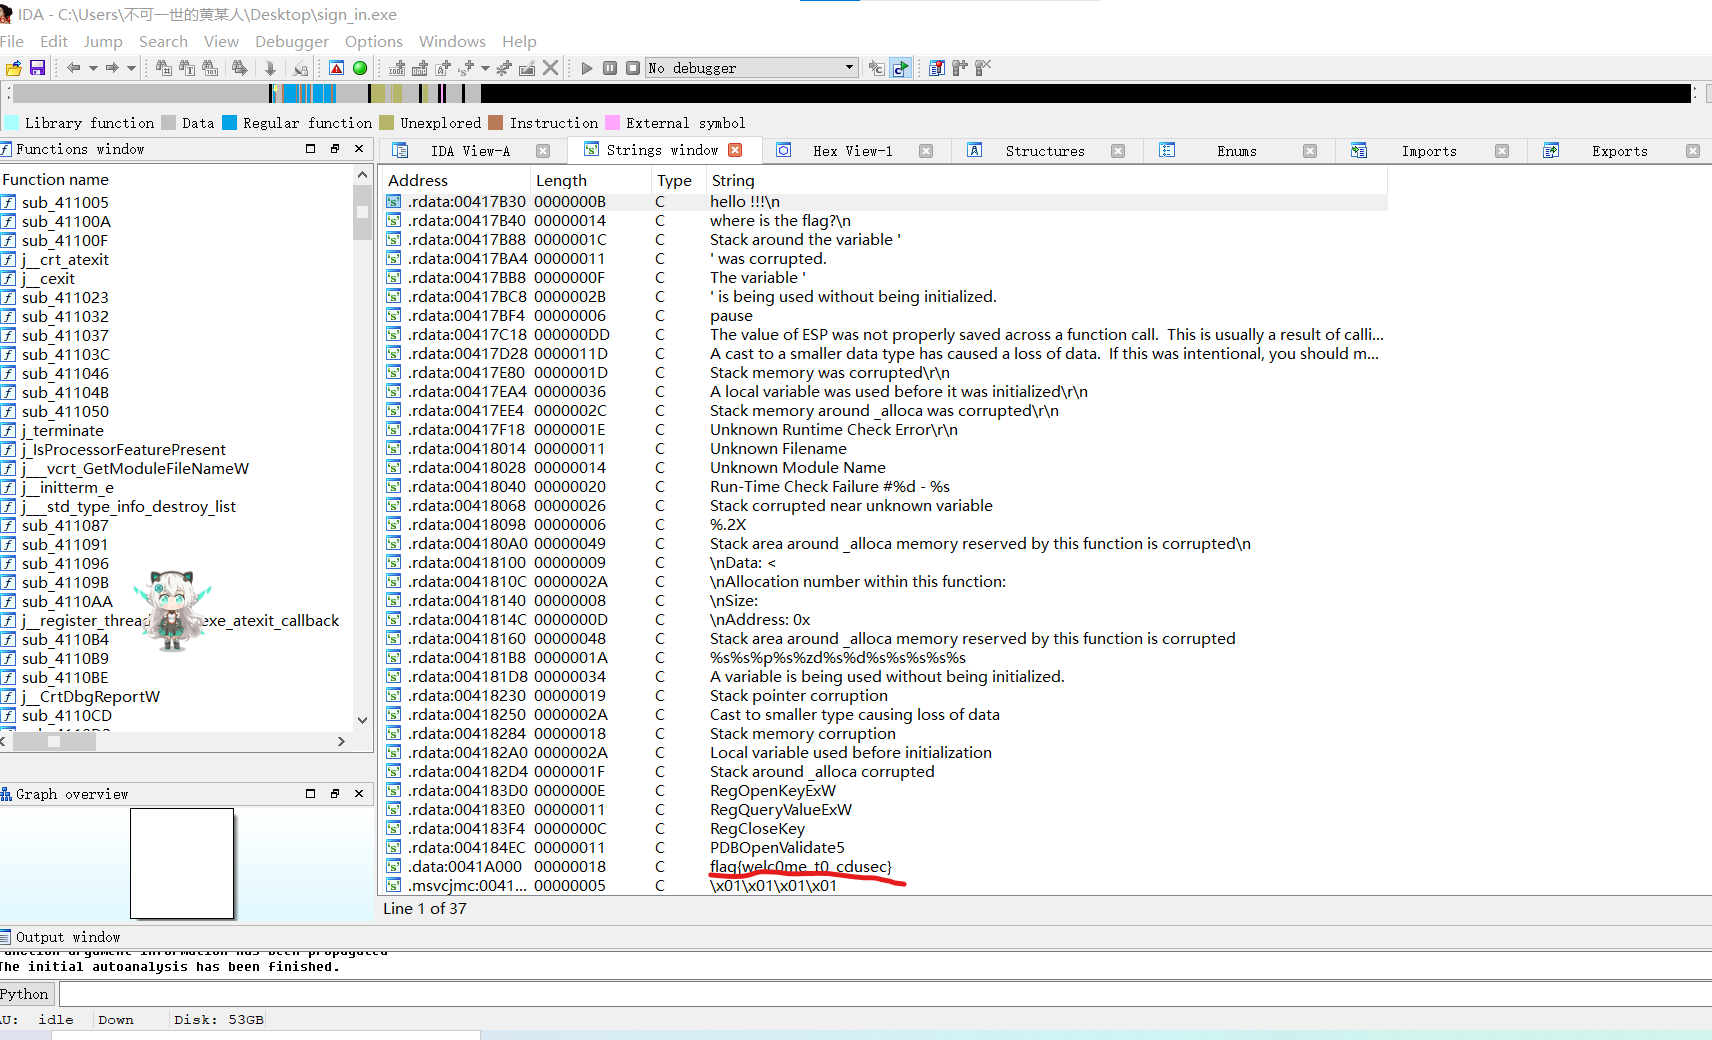 IDA - C:\Users\不可一世的黄某人\Desktop\sign_in.exe
File Edit Jump Search View Debugger Options Windows Help
No debugger
Library function Data Regular function Unexplored Instruction External symbol
Functions window
IDA View-A Strings window Hex View-1 Structures Enums Imports Exports
Function name
sub_411005
sub_41100A
sub_41100F
j__crt_atexit
j__cexit
sub_411023
sub_411032
sub_411037
sub_41103C
sub_411046
sub_41104B
sub_411050
j_terminate
j_IsProcessorFeaturePresent
j___vcrt_GetModuleFileNameW
j__initterm_e
j___std_type_info_destroy_list
sub_411087
sub_411091
sub_411096
sub_41109B
sub_4110AA
j__register_thread exe_atexit_callback
sub_4110B4
sub_4110B9
sub_4110BE
j__CrtDbgReportW
sub_4110CD
Address Length Type String
.rdata:00417B30 0000000B C hello !!!\n
.rdata:00417B40 00000014 C where is the flag?\n
.rdata:00417B88 0000001C C Stack around the variable '
.rdata:00417BA4 00000011 C ' was corrupted.
.rdata:00417BB8 0000000F C The variable '
.rdata:00417BC8 0000002B C ' is being used without being initialized.
.rdata:00417BF4 00000006 C pause
.rdata:00417C18 000000DD C The value of ESP was not properly saved across a function call.  This is usually a result of calli...
.rdata:00417D28 0000011D C A cast to a smaller data type has caused a loss of data.  If this was intentional, you should m...
.rdata:00417E80 0000001D C Stack memory was corrupted\r\n
.rdata:00417EA4 00000036 C A local variable was used before it was initialized\r\n
.rdata:00417EE4 0000002C C Stack memory around _alloca was corrupted\r\n
.rdata:00417F18 0000001E C Unknown Runtime Check Error\r\n
.rdata:00418014 00000011 C Unknown Filename
.rdata:00418028 00000014 C Unknown Module Name
.rdata:00418040 00000020 C Run-Time Check Failure #%d - %s
.rdata:00418068 00000026 C Stack corrupted near unknown variable
.rdata:00418098 00000006 C %.2X
.rdata:004180A0 00000049 C Stack area around _alloca memory reserved by this function is corrupted\n
.rdata:00418100 00000009 C \nData: <
.rdata:0041810C 0000002A C \nAllocation number within this function:
.rdata:00418140 00000008 C \nSize:
.rdata:0041814C 0000000D C \nAddress: 0x
.rdata:00418160 00000048 C Stack area around _alloca memory reserved by this function is corrupted
.rdata:004181B8 0000001A C %s%s%p%s%zd%s%d%s%s%s%s%s
.rdata:004181D8 00000034 C A variable is being used without being initialized.
.rdata:00418230 00000019 C Stack pointer corruption
.rdata:00418250 0000002A C Cast to smaller type causing loss of data
.rdata:00418284 00000018 C Stack memory corruption
.rdata:004182A0 0000002A C Local variable used before initialization
.rdata:004182D4 0000001F C Stack around _alloca corrupted
.rdata:004183D0 0000000E C RegOpenKeyExW
.rdata:004183E0 00000011 C RegQueryValueExW
.rdata:004183F4 0000000C C RegCloseKey
.rdata:004184EC 00000011 C PDBOpenValidate5
.data:0041A000 00000018 C flag{welc0me_t0_cdusec}
.msvcjmc:0041... 00000005 C \x01\x01\x01\x01
Line 1 of 37
Graph overview
Output window
Function argument information has been propagated
The initial autoanalysis has been finished.
Python
AU: idle Down Disk: 53GB